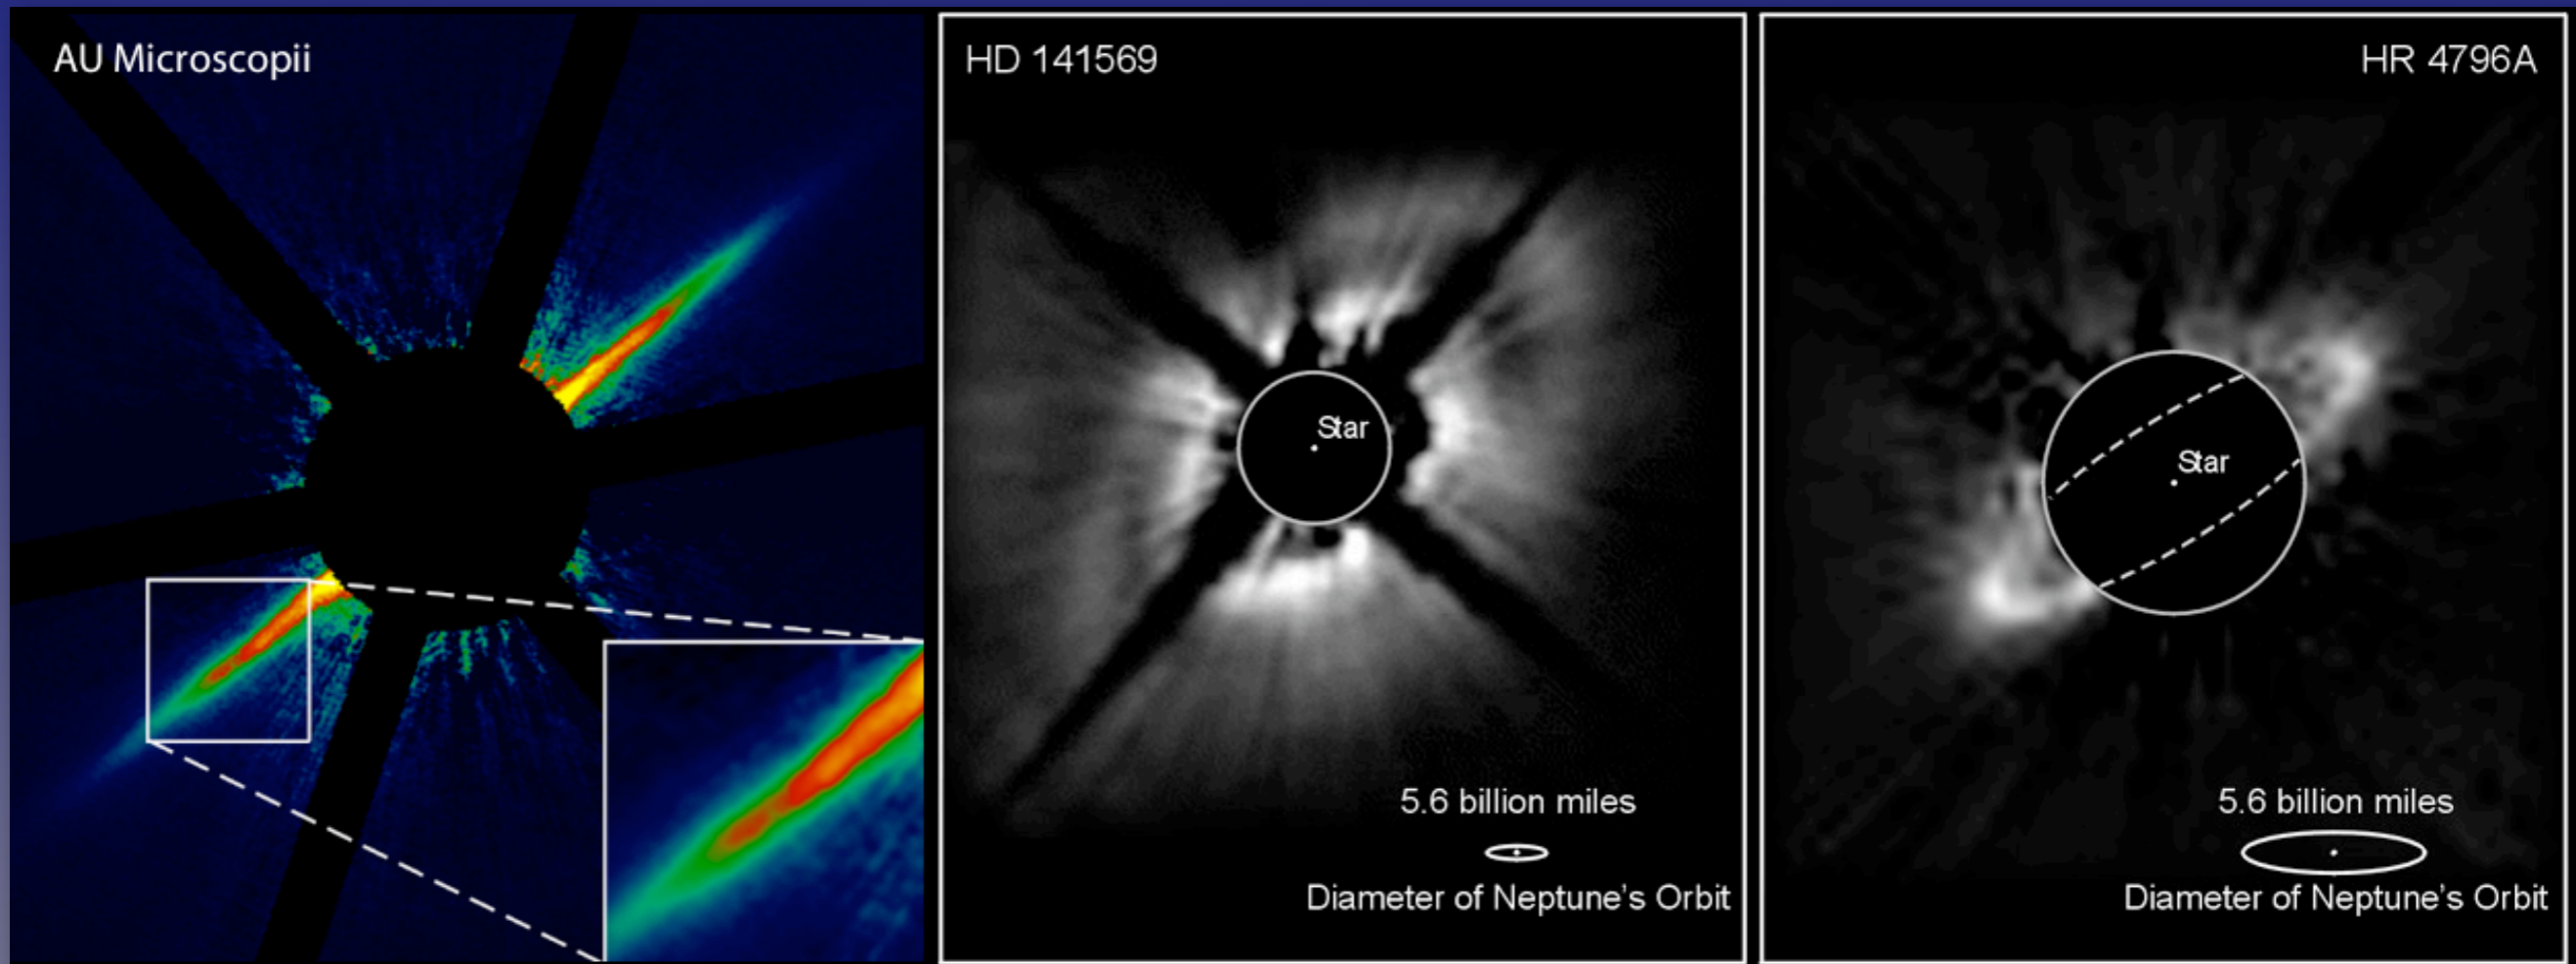 AU Microscopii
HD 141569
Star
5.6 billion miles
Diameter of Neptune's Orbit
HR 4796A
Star
5.6 billion miles
Diameter of Neptune's Orbit